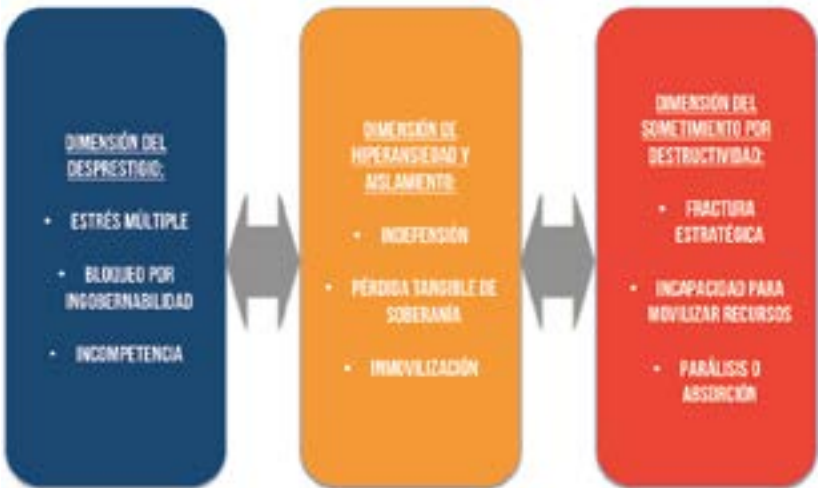 DIMENSIÓN DEL
DESPRESTIGIO:
• ESTRÉS MÚLTIPLE
• BLOQUEO POR
INGOBERNABILIDAD
• INCOMPETENCIA
DIMENSIÓN DE
HIPERANSIEDAD Y
AISLAMIENTO:
• INDEFENSIÓN
• PÉRDIDA TANGIBLE DE
SOBERANÍA
• INMOVILIZACIÓN
DIMENSIÓN DEL
SOMETIMIENTO POR
DESTRUCTIVIDAD:
• FRACTURA
ESTRATÉGICA
• INCAPACIDAD PARA
MOVILIZAR RECURSOS
• PARÁLISIS O
ABSORCIÓN